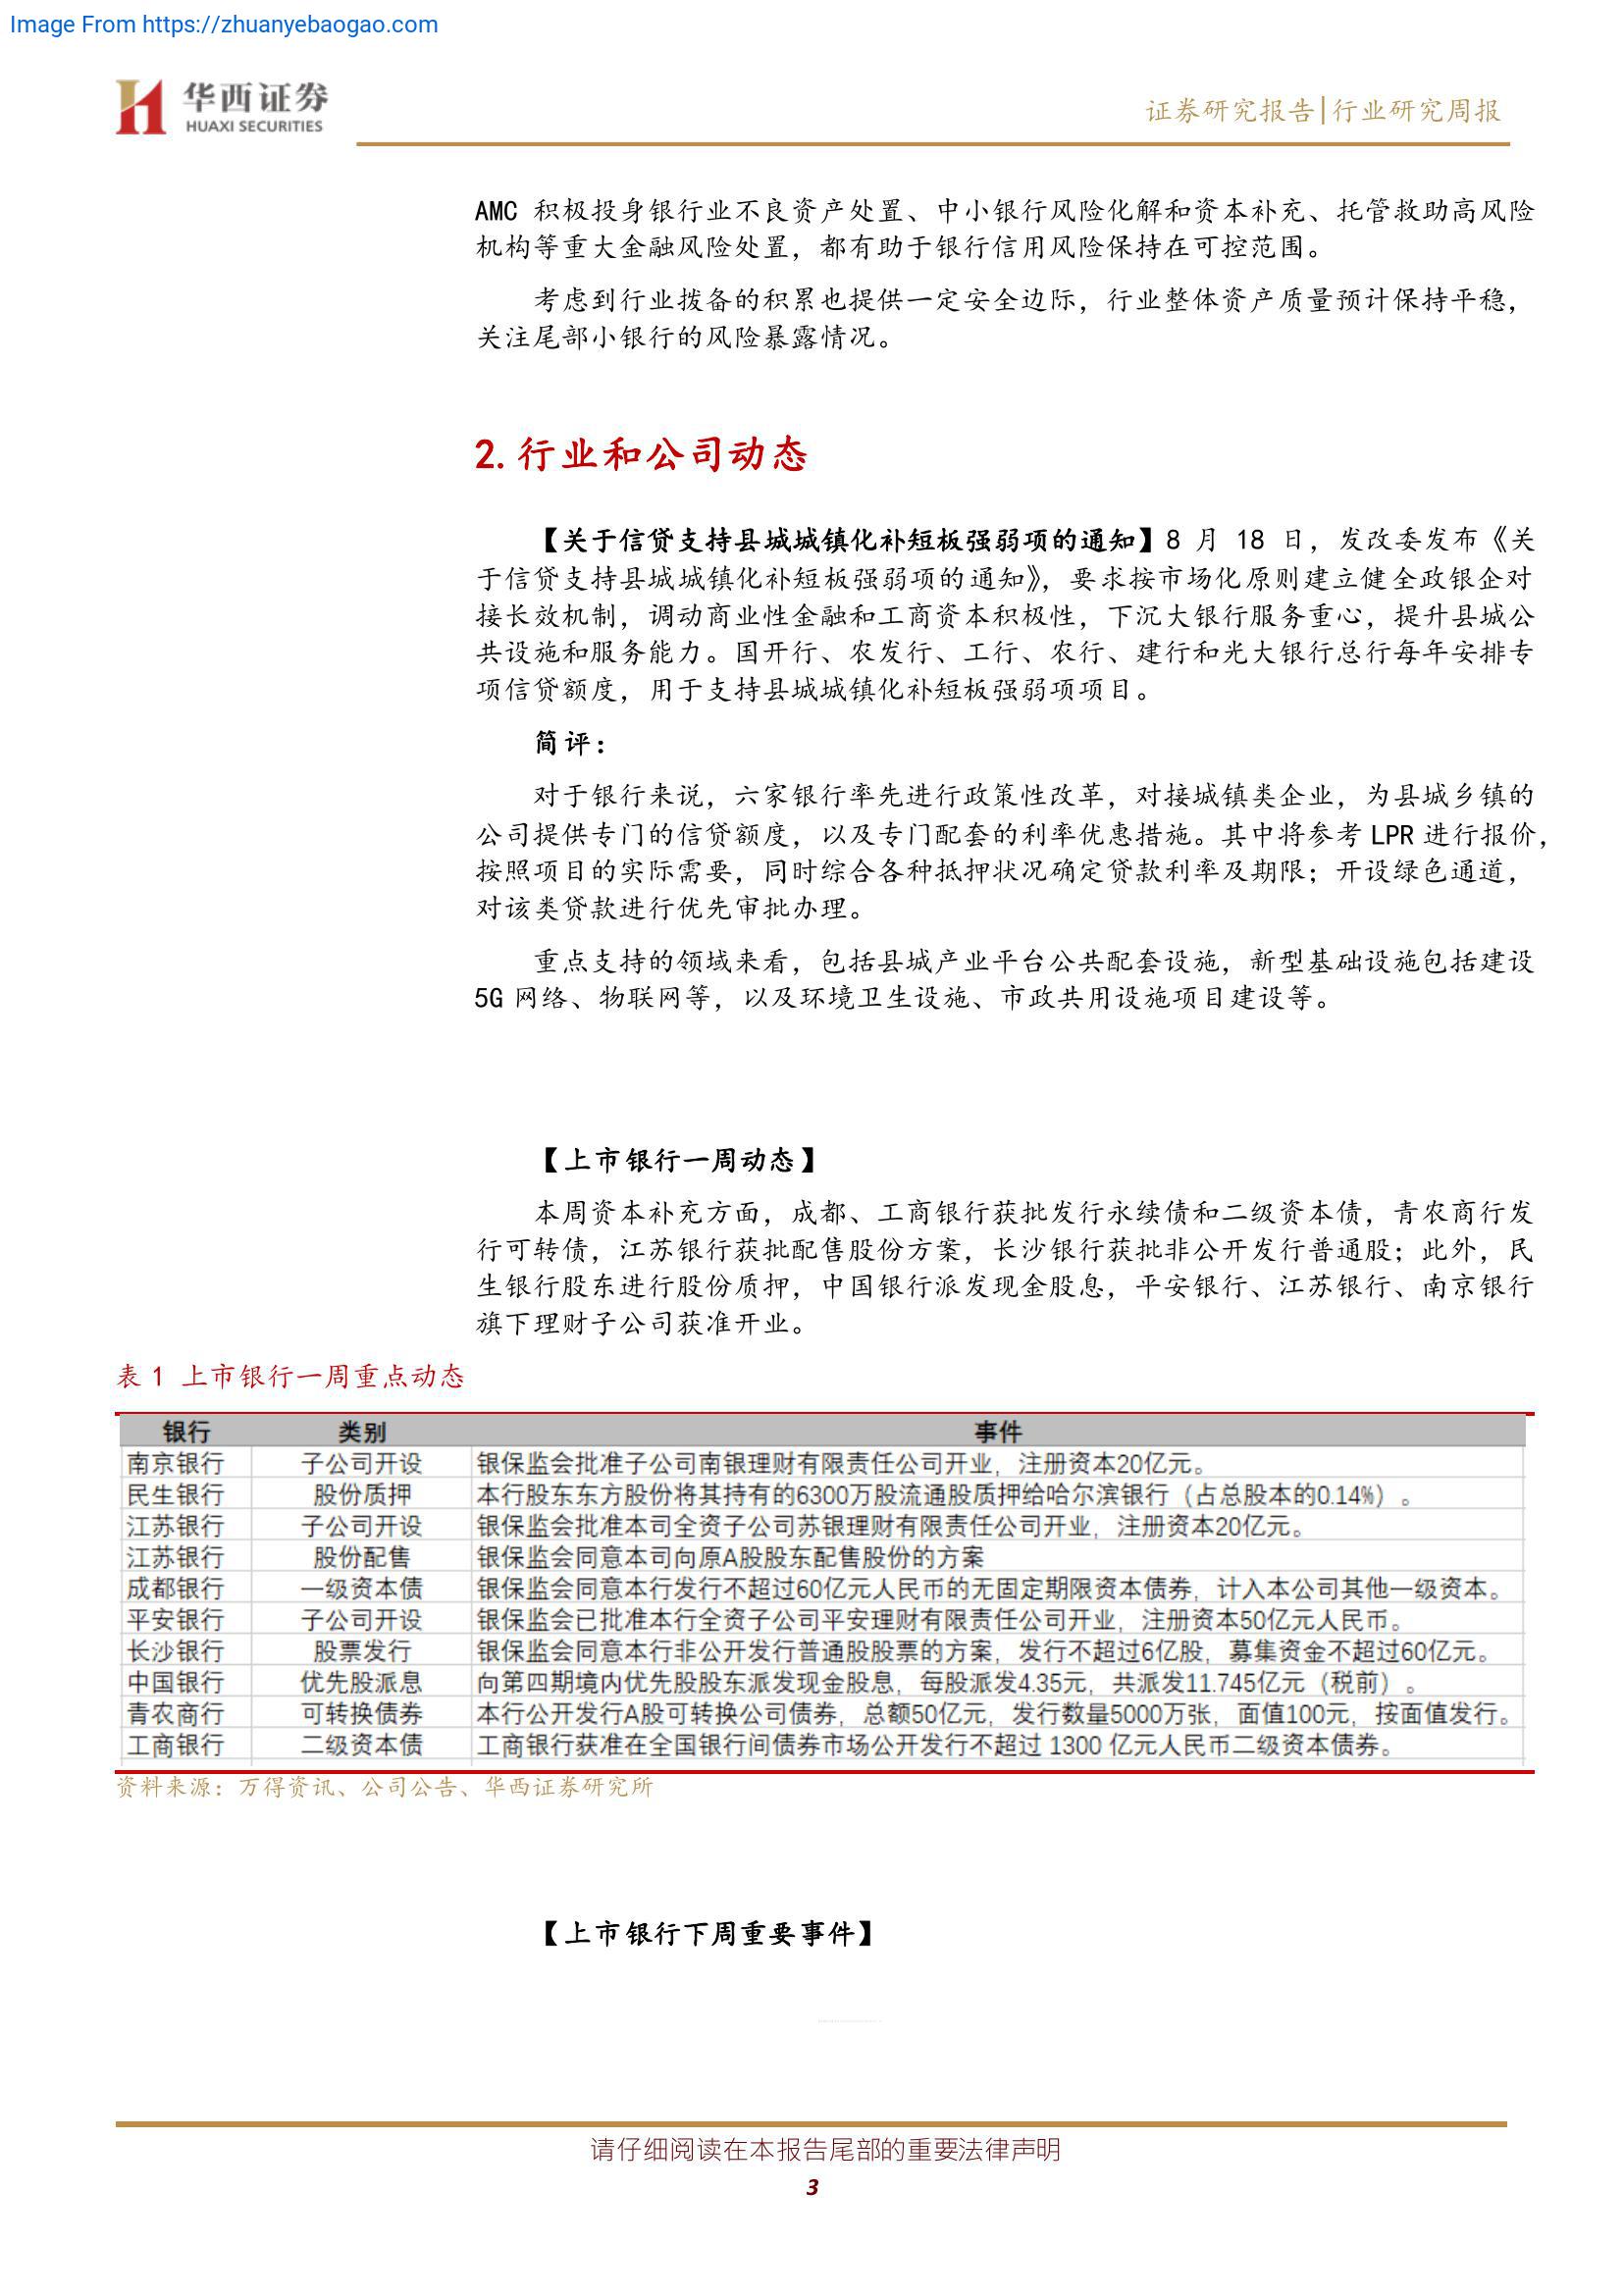 Image From https://zhuanyebaogao.com
华西证券
HUAXI SECURITIES
证券研究报告|行业研究周报
AMC 积极投身银行业不良资产处置、中小银行风险化解和资本补充、托管救助高风险
机构等重大金融风险处置，都有助于银行信用风险保持在可控范围。
考虑到行业拨备的积累也提供一定安全边际，行业整体资产质量预计保持平稳，
关注尾部小银行的风险暴露情况。
2.行业和公司动态
【关于信贷支持县城城镇化补短板强弱项的通知】8 月 18 日，发改委发布《关
于信贷支持县城城镇化补短板强弱项的通知》，要求按市场化原则建立健全政银企对
接长效机制，调动商业性金融和工商资本积极性，下沉大银行服务重心，提升县城公
共设施和服务能力。国开行、农发行、工行、农行、建行和光大银行总行每年安排专
项信贷额度，用于支持县城城镇化补短板强弱项项目。
简评：
对于银行来说，六家银行率先进行政策性改革，对接城镇类企业，为县城乡镇的
公司提供专门的信贷额度，以及专门配套的利率优惠措施。其中将参考 LPR 进行报价，
按照项目的实际需要，同时综合各种抵押状况确定贷款利率及期限；开设绿色通道，
对该类贷款进行优先审批办理。
重点支持的领域来看，包括县城产业平台公共配套设施，新型基础设施包括建设
5G 网络、物联网等，以及环境卫生设施、市政共用设施项目建设等。
【上市银行一周动态】
本周资本补充方面，成都、工商银行获批发行永续债和二级资本债，青农商行发
行可转债，江苏银行获批配售股份方案，长沙银行获批非公开发行普通股；此外，民
生银行股东进行股份质押，中国银行派发现金股息，平安银行、江苏银行、南京银行
旗下理财子公司获准开业。
表 1 上市银行一周重点动态
银行 类别 事件
南京银行 子公司开设 银保监会批准子公司南银理财有限责任公司开业，注册资本20亿元。
民生银行 股份质押 本行股东东方股份将其持有的6300万股流通股质押给哈尔滨银行（占总股本的0.14%）。
江苏银行 子公司开设 银保监会批准本司全资子公司苏银理财有限责任公司开业，注册资本20亿元。
江苏银行 股份配售 银保监会同意本司向原A股股东配售股份的方案
成都银行 一级资本债 银保监会同意本行发行不超过60亿元人民币的无固定期限资本债券，计入本公司其他一级资本。
平安银行 子公司开设 银保监会已批准本行全资子公司平安理财有限责任公司开业，注册资本50亿元人民币。
长沙银行 股票发行 银保监会同意本行非公开发行普通股股票的方案，发行不超过6亿股，募集资金不超过60亿元。
中国银行 优先股派息 向第四期境内优先股股东派发现金股息，每股派发4.35元，共派发11.745亿元（税前）。
青农商行 可转换债券 本行公开发行A股可转换公司债券，总额50亿元，发行数量5000万张，面值100元，按面值发行。
工商银行 二级资本债 工商银行获准在全国银行间债券市场公开发行不超过 1300 亿元人民币二级资本债券。
资料来源：万得资讯、公司公告、华西证券研究所
【上市银行下周重要事件】
请仔细阅读在本报告尾部的重要法律声明
3